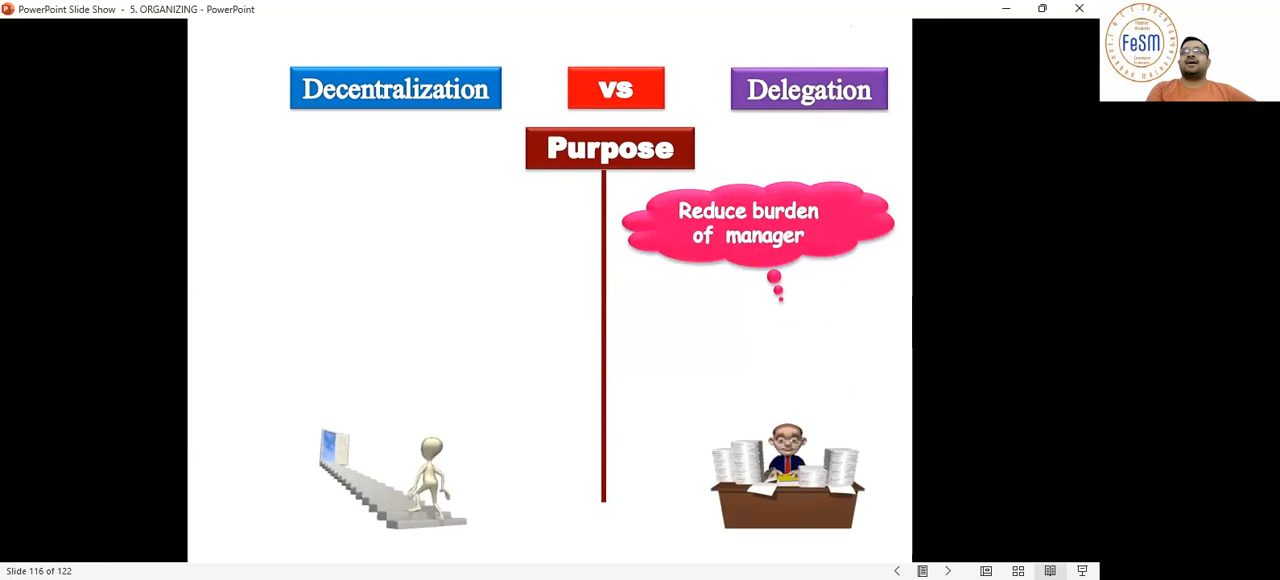 PowerPoint Slide Show - 5. ORGANIZING - PowerPoint
Decentralization
vs
Delegation
Purpose
Reduce burden
of manager
FeSM
Slide 116 of 122